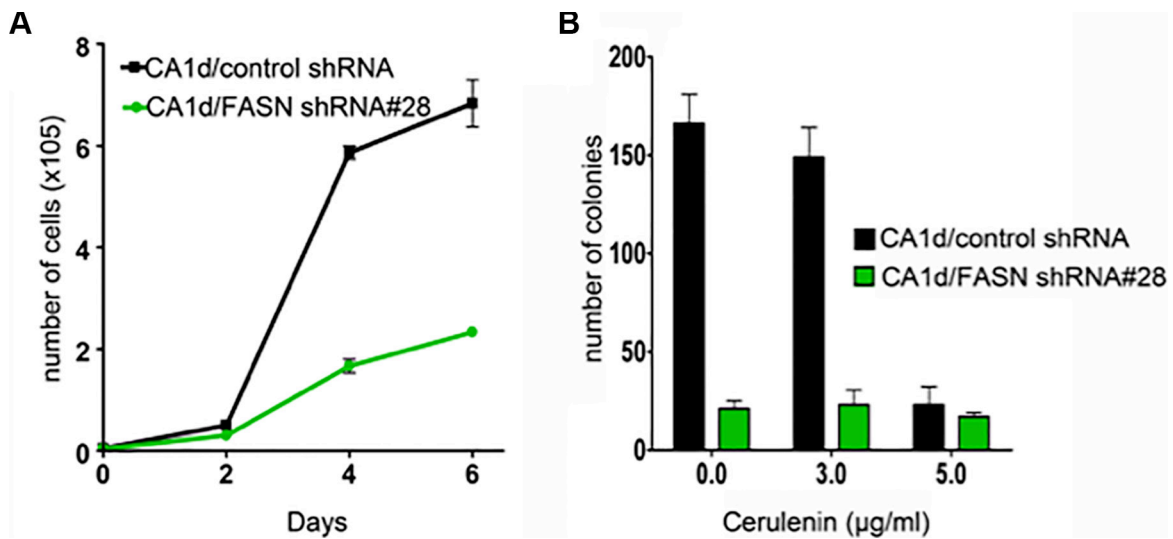 A
number of cells (x105)
8
6
4
2
0
CA1d/control shRNA
CA1d/FASN shRNA#28
0 2 4 6
Days
B
number of colonies
200
150
100
50
0
CA1d/control shRNA
CA1d/FASN shRNA#28
0.0 3.0 5.0
Cerulenin (µg/ml)